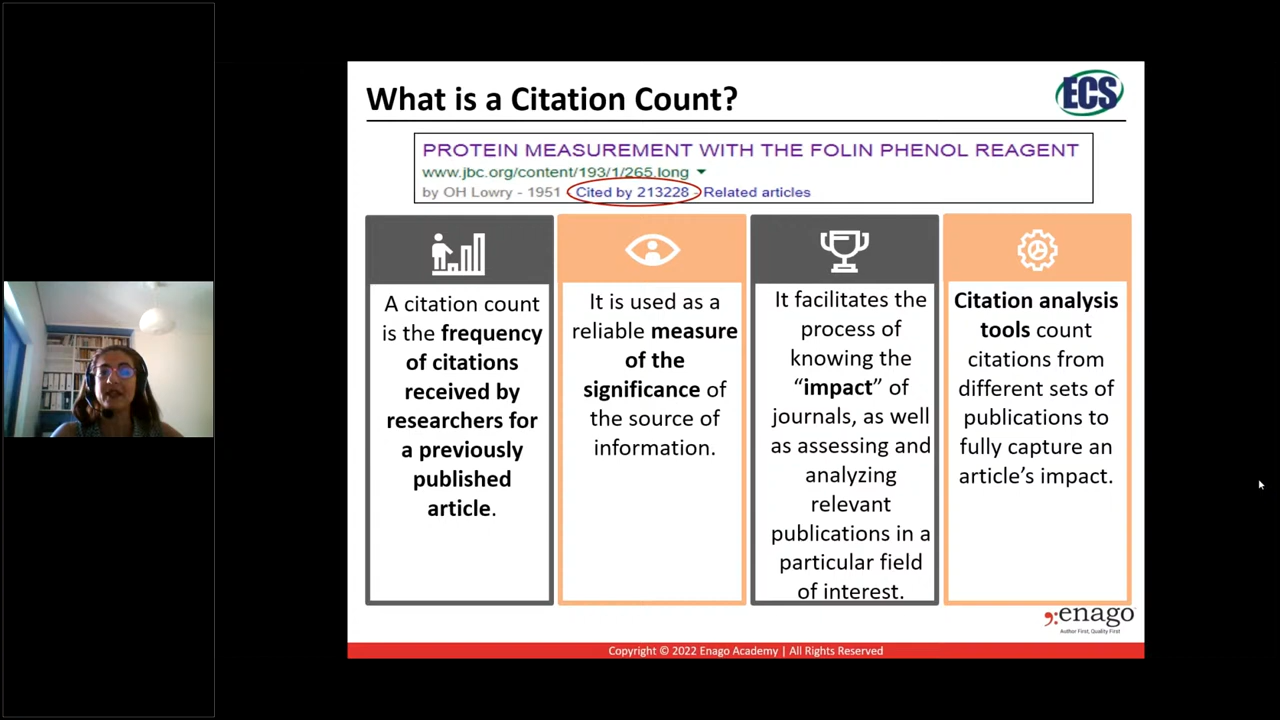 What is a Citation Count?
ECS
PROTEIN MEASUREMENT WITH THE FOLIN PHENOL REAGENT
www.jbc.org/content/193/1/265.long
by OH Lowry - 1951 Cited by 213228 - Related articles
A citation count
is the frequency
of citations
received by
researchers for
a previously
published
article.
It is used as a
reliable measure
of the
significance of
the source of
information.
It facilitates the
process of
knowing the
“impact” of
journals, as well
as assessing and
analyzing
relevant
publications in a
particular field
of interest.
Citation analysis
tools count
citations from
different sets of
publications to
fully capture an
article’s impact.
enago
Author First, Quality First
Copyright © 2022 Enago Academy | All Rights Reserved